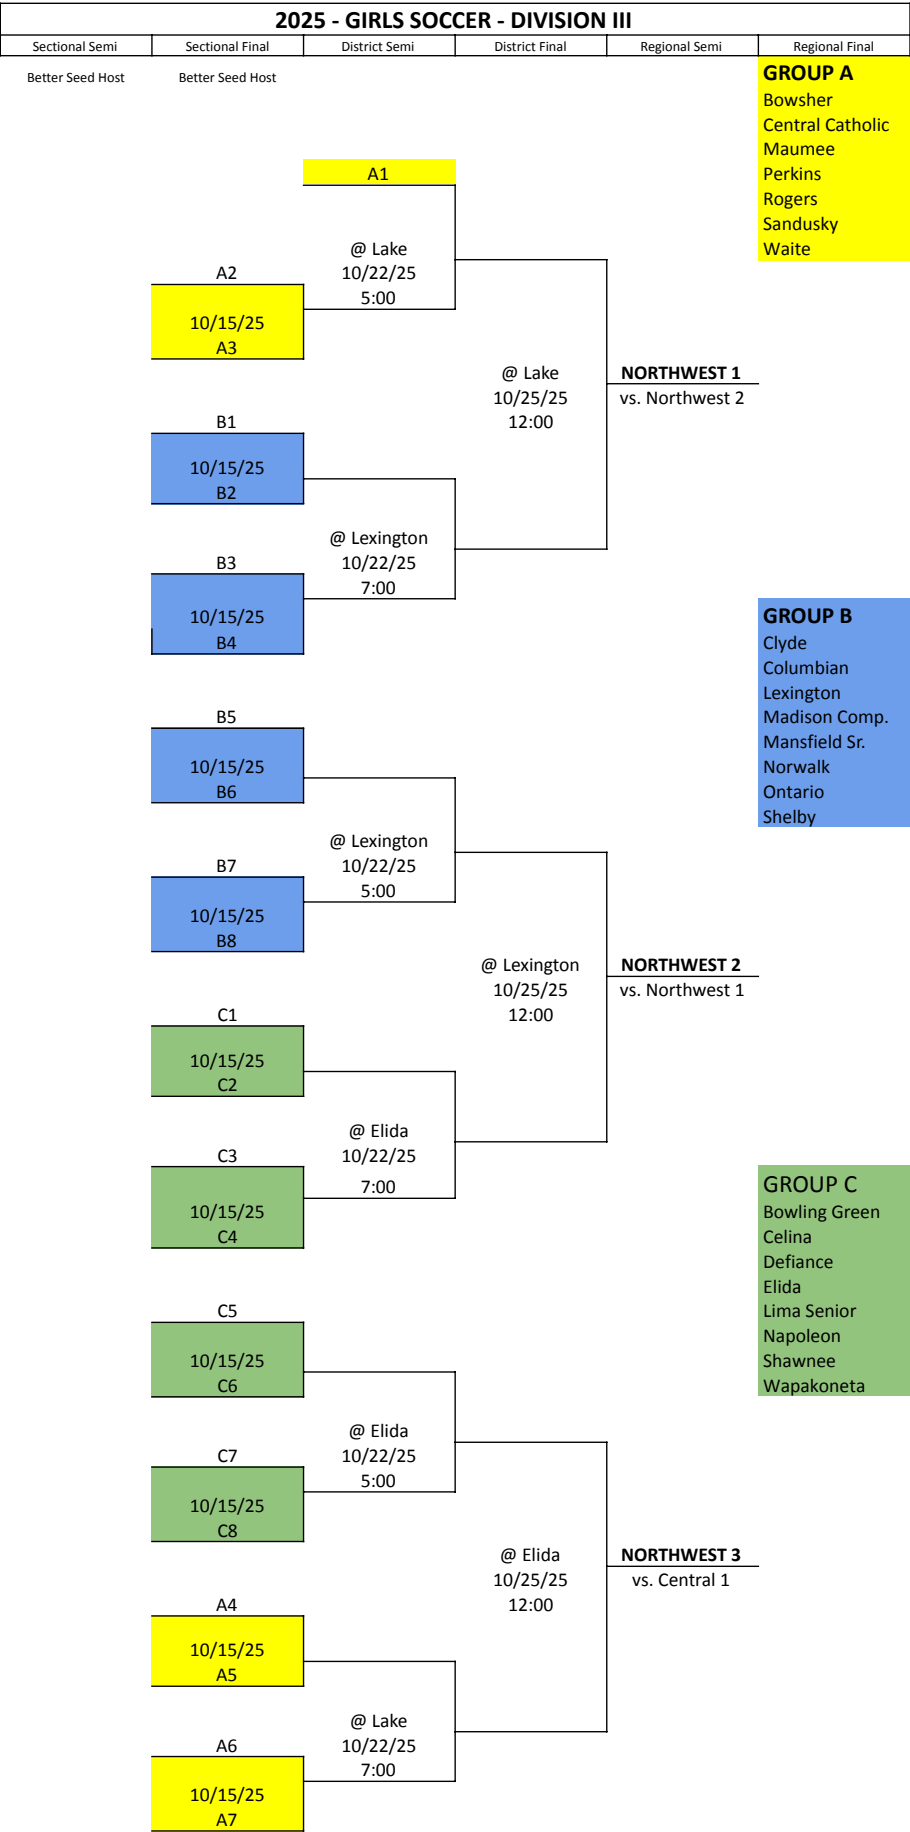 2025 - GIRLS SOCCER - DIVISION III
Sectional Semi
Sectional Final
District Semi
District Final
Regional Semi
Regional Final
Better Seed Host
Better Seed Host
GROUP A
Bowsher
Central Catholic
Maumee
Perkins
Rogers
Sandusky
Waite
A1
@ Lake
10/22/25
5:00
A2
10/15/25
A3
@ Lake
10/25/25
12:00
NORTHWEST 1
vs. Northwest 2
B1
10/15/25
B2
@ Lexington
10/22/25
7:00
B3
10/15/25
B4
GROUP B
Clyde
Columbian
Lexington
Madison Comp.
Mansfield Sr.
Norwalk
Ontario
Shelby
B5
10/15/25
B6
@ Lexington
10/22/25
5:00
B7
10/15/25
B8
@ Lexington
10/25/25
12:00
NORTHWEST 2
vs. Northwest 1
C1
10/15/25
C2
@ Elida
10/22/25
7:00
C3
10/15/25
C4
GROUP C
Bowling Green
Celina
Defiance
Elida
Lima Senior
Napoleon
Shawnee
Wapakoneta
C5
10/15/25
C6
@ Elida
10/22/25
5:00
C7
10/15/25
C8
@ Elida
10/25/25
12:00
NORTHWEST 3
vs. Central 1
A4
10/15/25
A5
@ Lake
10/22/25
7:00
A6
10/15/25
A7